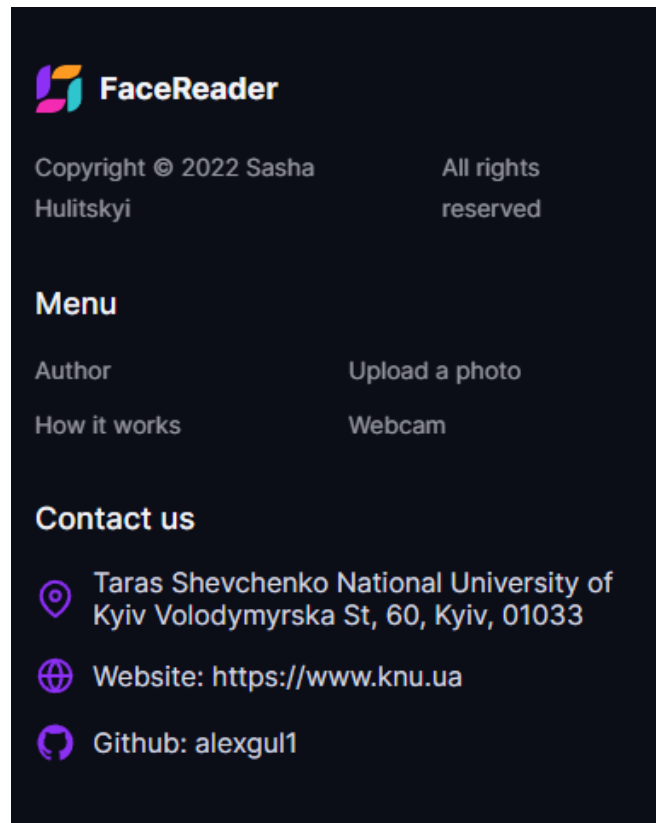 FaceReader
Copyright © 2022 Sasha
Hulitskyi
All rights
reserved
Menu
Author
Upload a photo
How it works
Webcam
Contact us
Taras Shevchenko National University of
Kyiv Volodymyrska St, 60, Kyiv, 01033
Website: https://www.knu.ua
Github: alexgul1